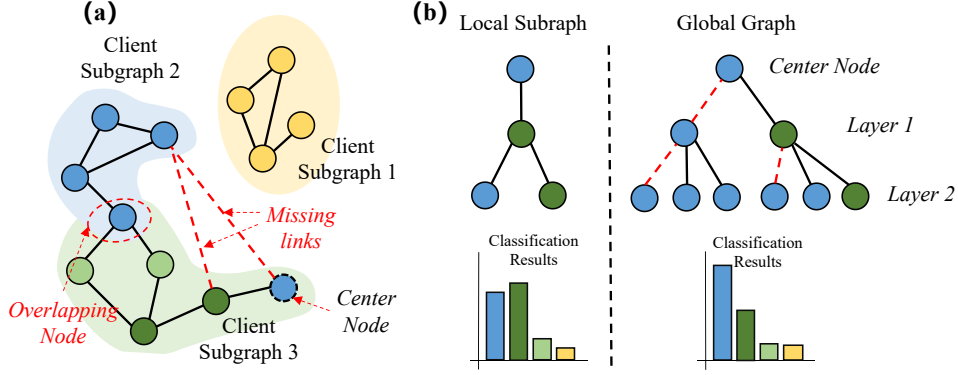 (a)
Client
Subgraph 2
Client
Subgraph 1
Missing
links
Overlapping
Node
Client
Subgraph 3
Center
Node
(b)
Local Subraph
Global Graph
Center Node
Layer 1
Layer 2
Classification
Results
Classification
Results